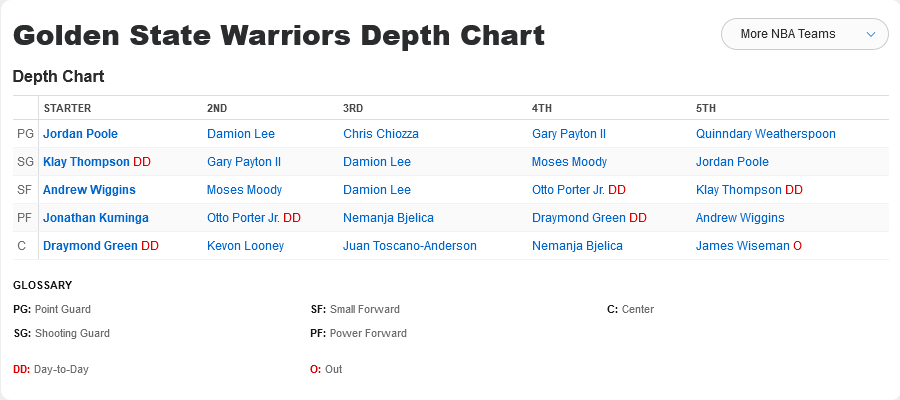 Golden State Warriors Depth Chart
More NBA Teams
Depth Chart
STARTER 2ND 3RD 4TH 5TH
PG Jordan Poole Damion Lee Chris Chiozza Gary Payton II Quinndary Weatherspoon
SG Klay Thompson DD Gary Payton II Damion Lee Moses Moody Jordan Poole
SF Andrew Wiggins Moses Moody Damion Lee Otto Porter Jr. DD Klay Thompson DD
PF Jonathan Kuminga Otto Porter Jr. DD Nemanja Bjelica Draymond Green DD Andrew Wiggins
C Draymond Green DD Kevon Looney Juan Toscano-Anderson Nemanja Bjelica James Wiseman O
GLOSSARY
PG: Point Guard SF: Small Forward C: Center
SG: Shooting Guard PF: Power Forward
DD: Day-to-Day O: Out